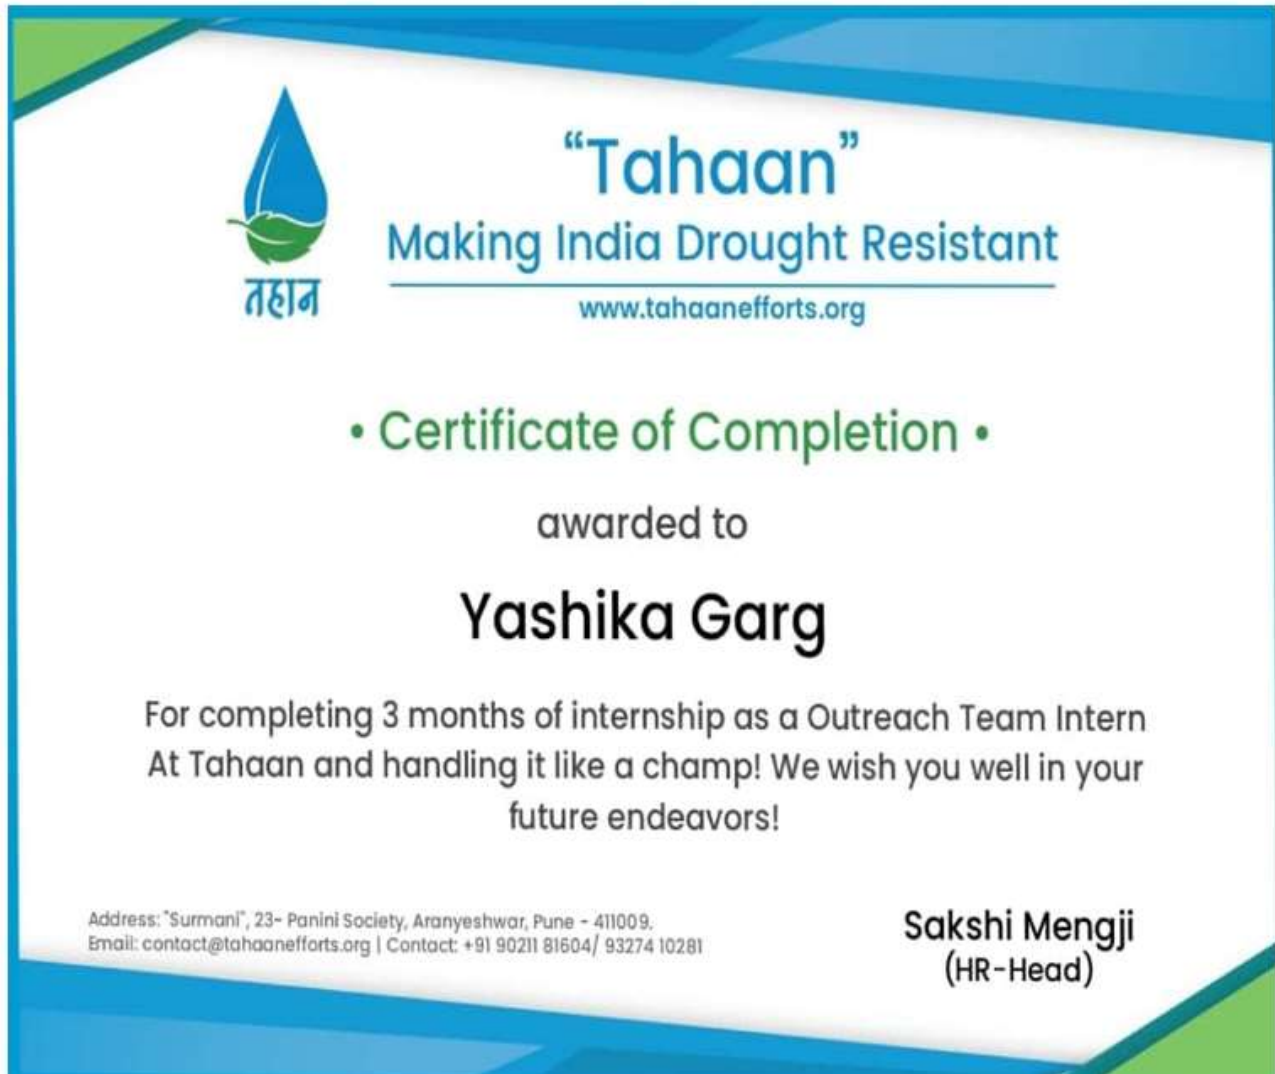 तहान
“Tahaan”
Making India Drought Resistant
www.tahaanefforts.org
• Certificate of Completion •
awarded to
Yashika Garg
For completing 3 months of internship as a Outreach Team Intern
At Tahaan and handling it like a champ! We wish you well in your
future endeavors!
Address: "Surmani", 23- Panini Society, Aranyeshwar, Pune - 411009.
Email: contact@tahaanefforts.org | Contact: +91 90211 81604/ 93274 10281
Sakshi Mengji
(HR-Head)